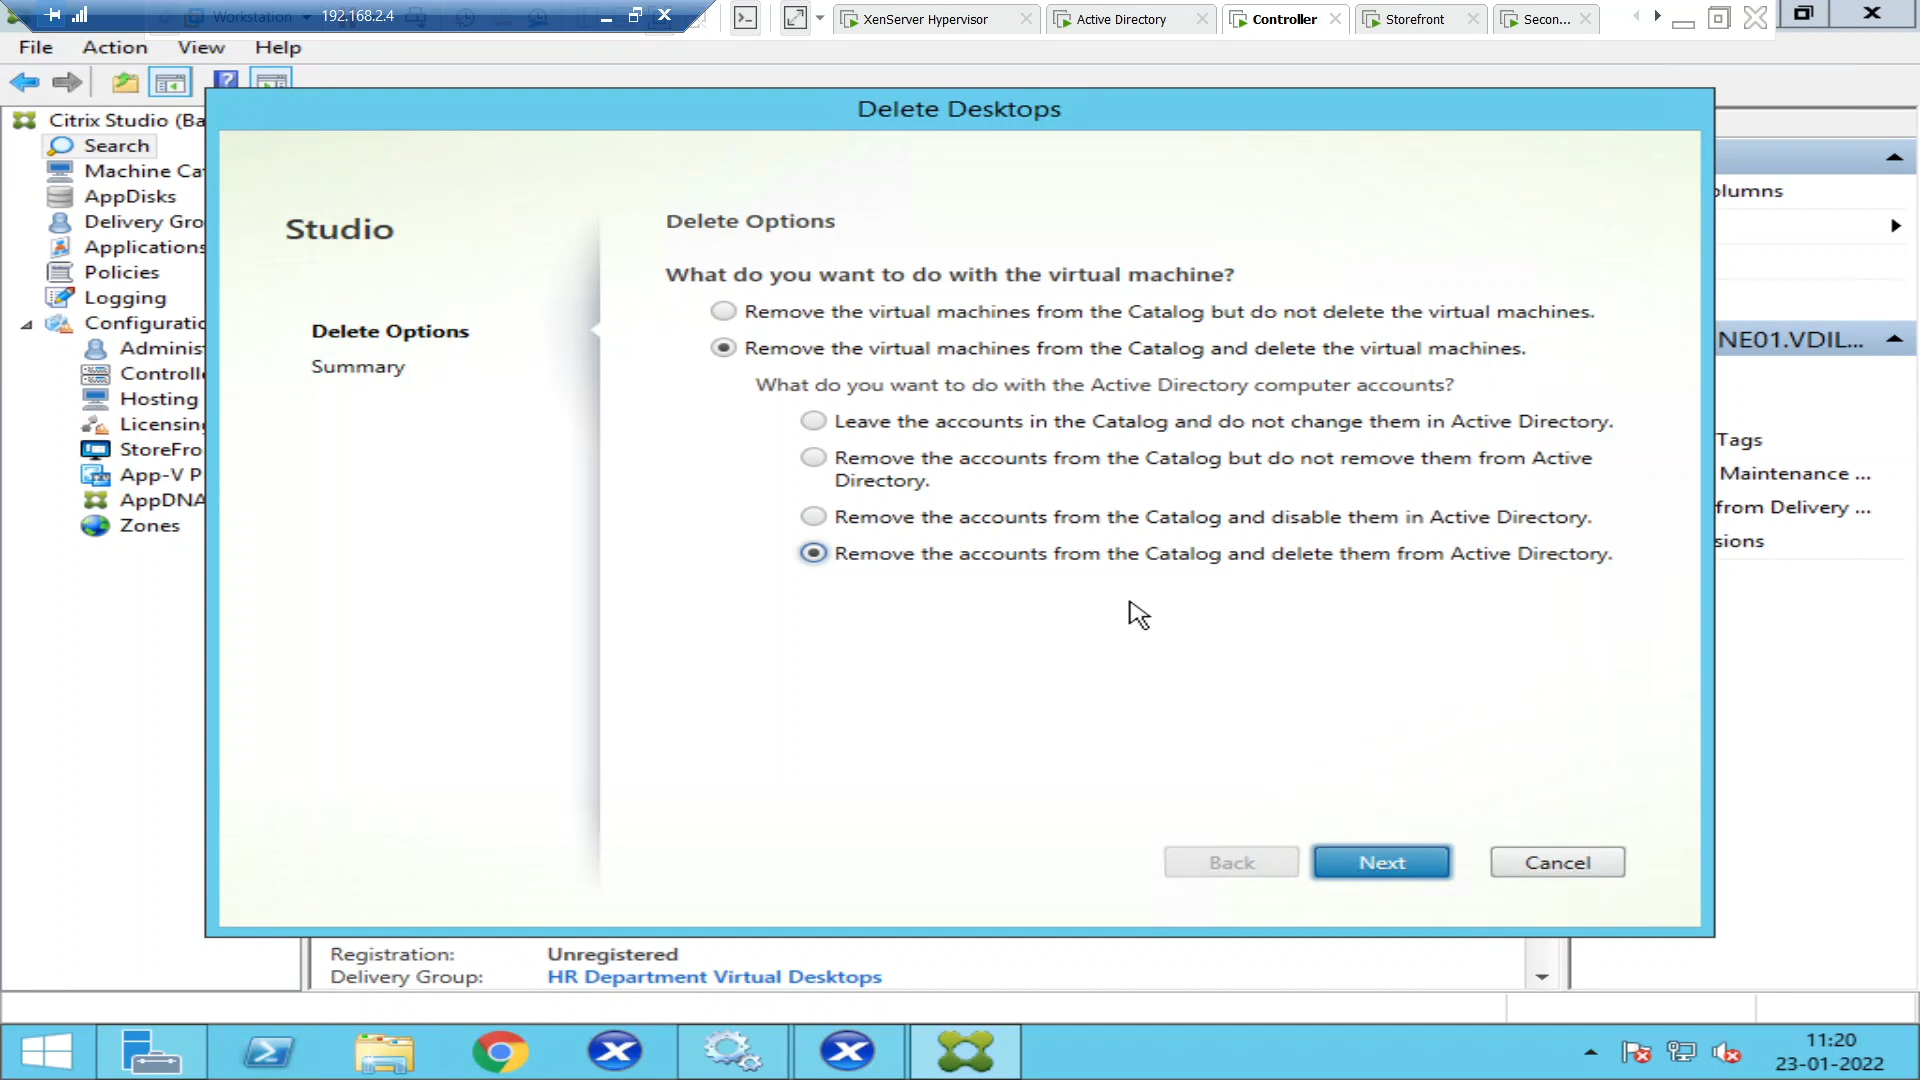 Workstation
192.168.2.4
XenServer Hypervisor
Active Directory
Controller
Storefront
Secon...
File Action View Help
Delete Desktops
Citrix Studio (Ba
Search
Machine Ca
AppDisks
Delivery Gro
Applications
Policies
Logging
Configuratio
Adminis
Controll
Hosting
Licensing
StoreFro
App-V P
AppDNA
Zones
Studio
Delete Options
Summary
Delete Options
What do you want to do with the virtual machine?
Remove the virtual machines from the Catalog but do not delete the virtual machines.
Remove the virtual machines from the Catalog and delete the virtual machines.
What do you want to do with the Active Directory computer accounts?
Leave the accounts in the Catalog and do not change them in Active Directory.
Remove the accounts from the Catalog but do not remove them from Active
Directory.
Remove the accounts from the Catalog and disable them in Active Directory.
Remove the accounts from the Catalog and delete them from Active Directory.
Back Next Cancel
olumns
NE01.VDIL...
Tags
Maintenance ...
from Delivery ...
sions
Registration: Unregistered
Delivery Group: HR Department Virtual Desktops
11:20
23-01-2022